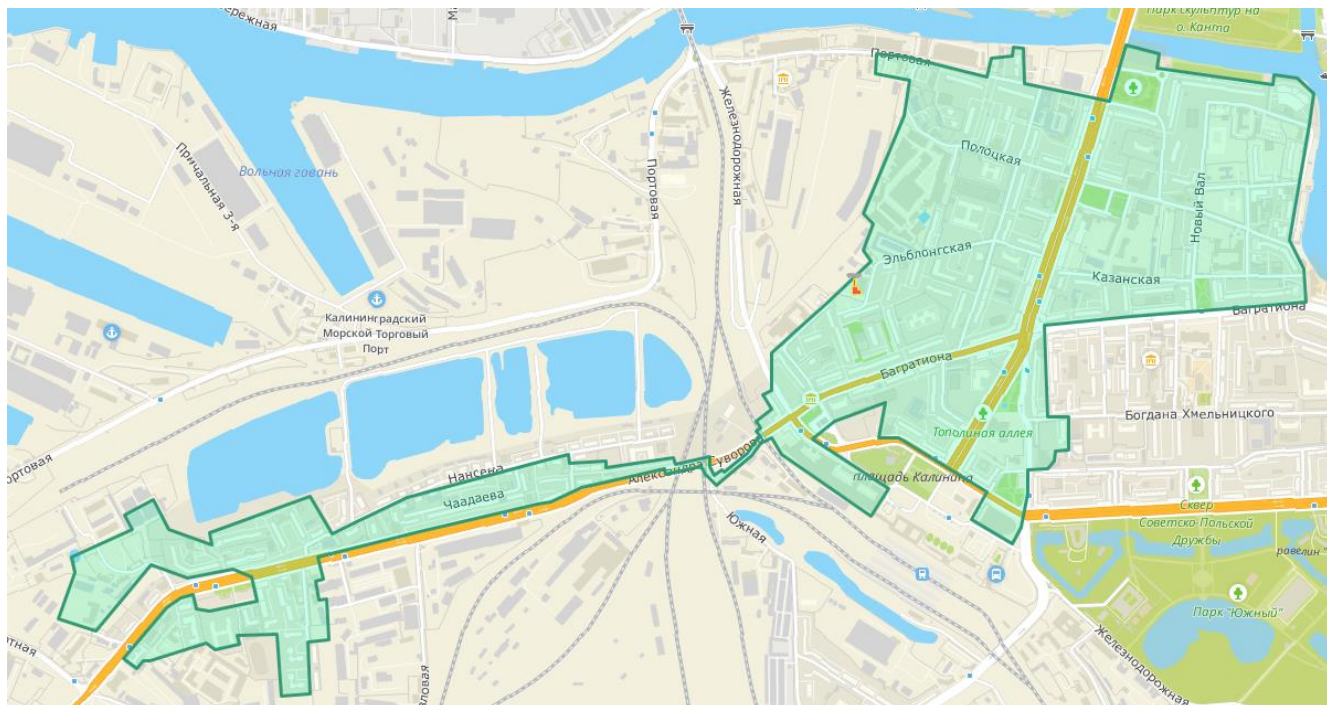 Парк скульптур на
о. Канта
Портовая
Железнодорожная
Полоцкая
Причальная 3-я
Вольная гавань
Портовая
Новый Вал
Эльблонгская
Казанская
Калининградский
Морской Торговый
Порт
Багратиона
Багратиона
Богдана Хмельницкого
Тополиная аллея
Александра Суворова
Нансена
площадь Калинина
Чаадаева
Сквер
Советско-Польской
Дружбы
Южная
равелин
Парк "Южный"
Железнодорожная